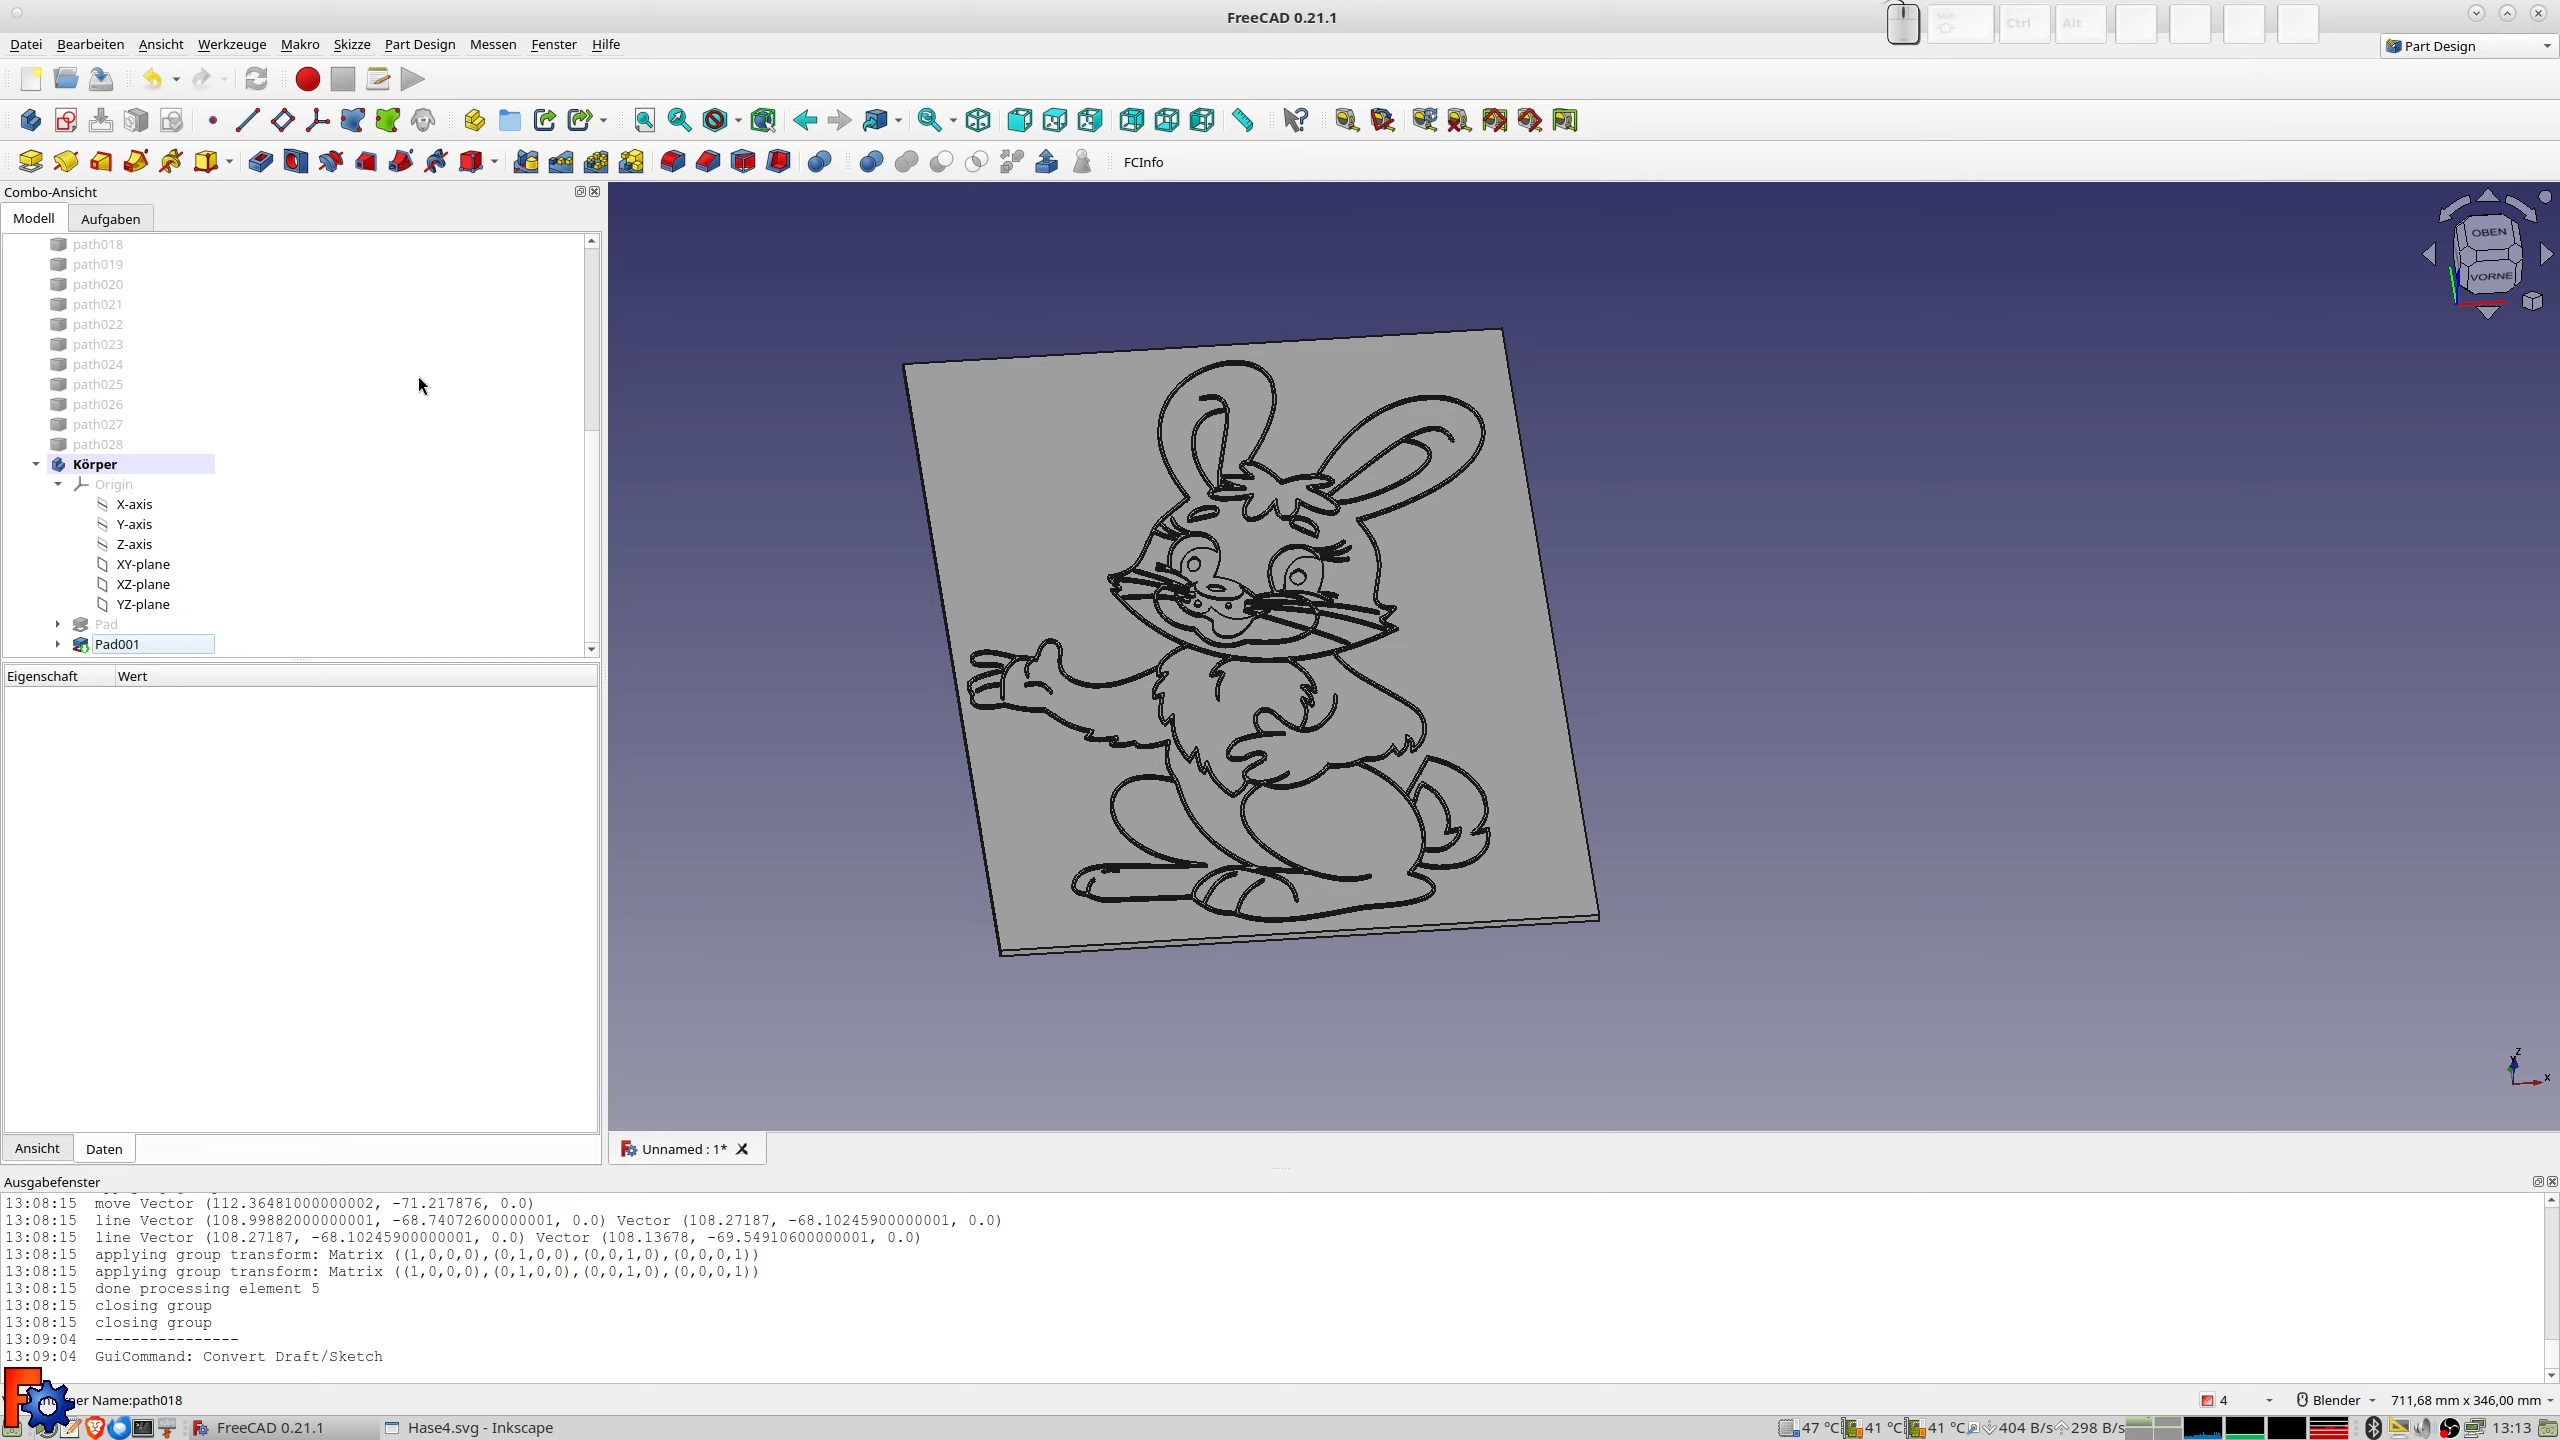 FreeCAD 0.21.1
Shift Ctrl Alt
Datei Bearbeiten Ansicht Werkzeuge Makro Skizze Part Design Messen Fenster Hilfe
Part Design
FCInfo
Combo-Ansicht
Modell Aufgaben
path018
path019
path020
path021
path022
path023
path024
path025
path026
path027
path028
Körper
Origin
X-axis
Y-axis
Z-axis
XY-plane
XZ-plane
YZ-plane
Pad
Pad001
Eigenschaft Wert
OBEN
VORNE
Z
X
Ansicht Daten
Unnamed : 1*
Ausgabefenster
13:08:15 move Vector (112.36481000000002, -71.217876, 0.0)
13:08:15 line Vector (108.99882000000001, -68.74072600000001, 0.0) Vector (108.27187, -68.10245900000001, 0.0)
13:08:15 line Vector (108.27187, -68.10245900000001, 0.0) Vector (108.13678, -69.54910600000001, 0.0)
13:08:15 applying group transform: Matrix ((1,0,0,0),(0,1,0,0),(0,0,1,0),(0,0,0,1))
13:08:15 applying group transform: Matrix ((1,0,0,0),(0,1,0,0),(0,0,1,0),(0,0,0,1))
13:08:15 done processing element 5
13:08:15 closing group
13:08:15 closing group
13:09:04 ----------------
13:09:04 GuiCommand: Convert Draft/Sketch
Name:path018
4 Blender 711,68 mm x 346,00 mm
FreeCAD 0.21.1 Hase4.svg - Inkscape 47 °C 41 °C 41 °C 404 B/s 298 B/s 13:13